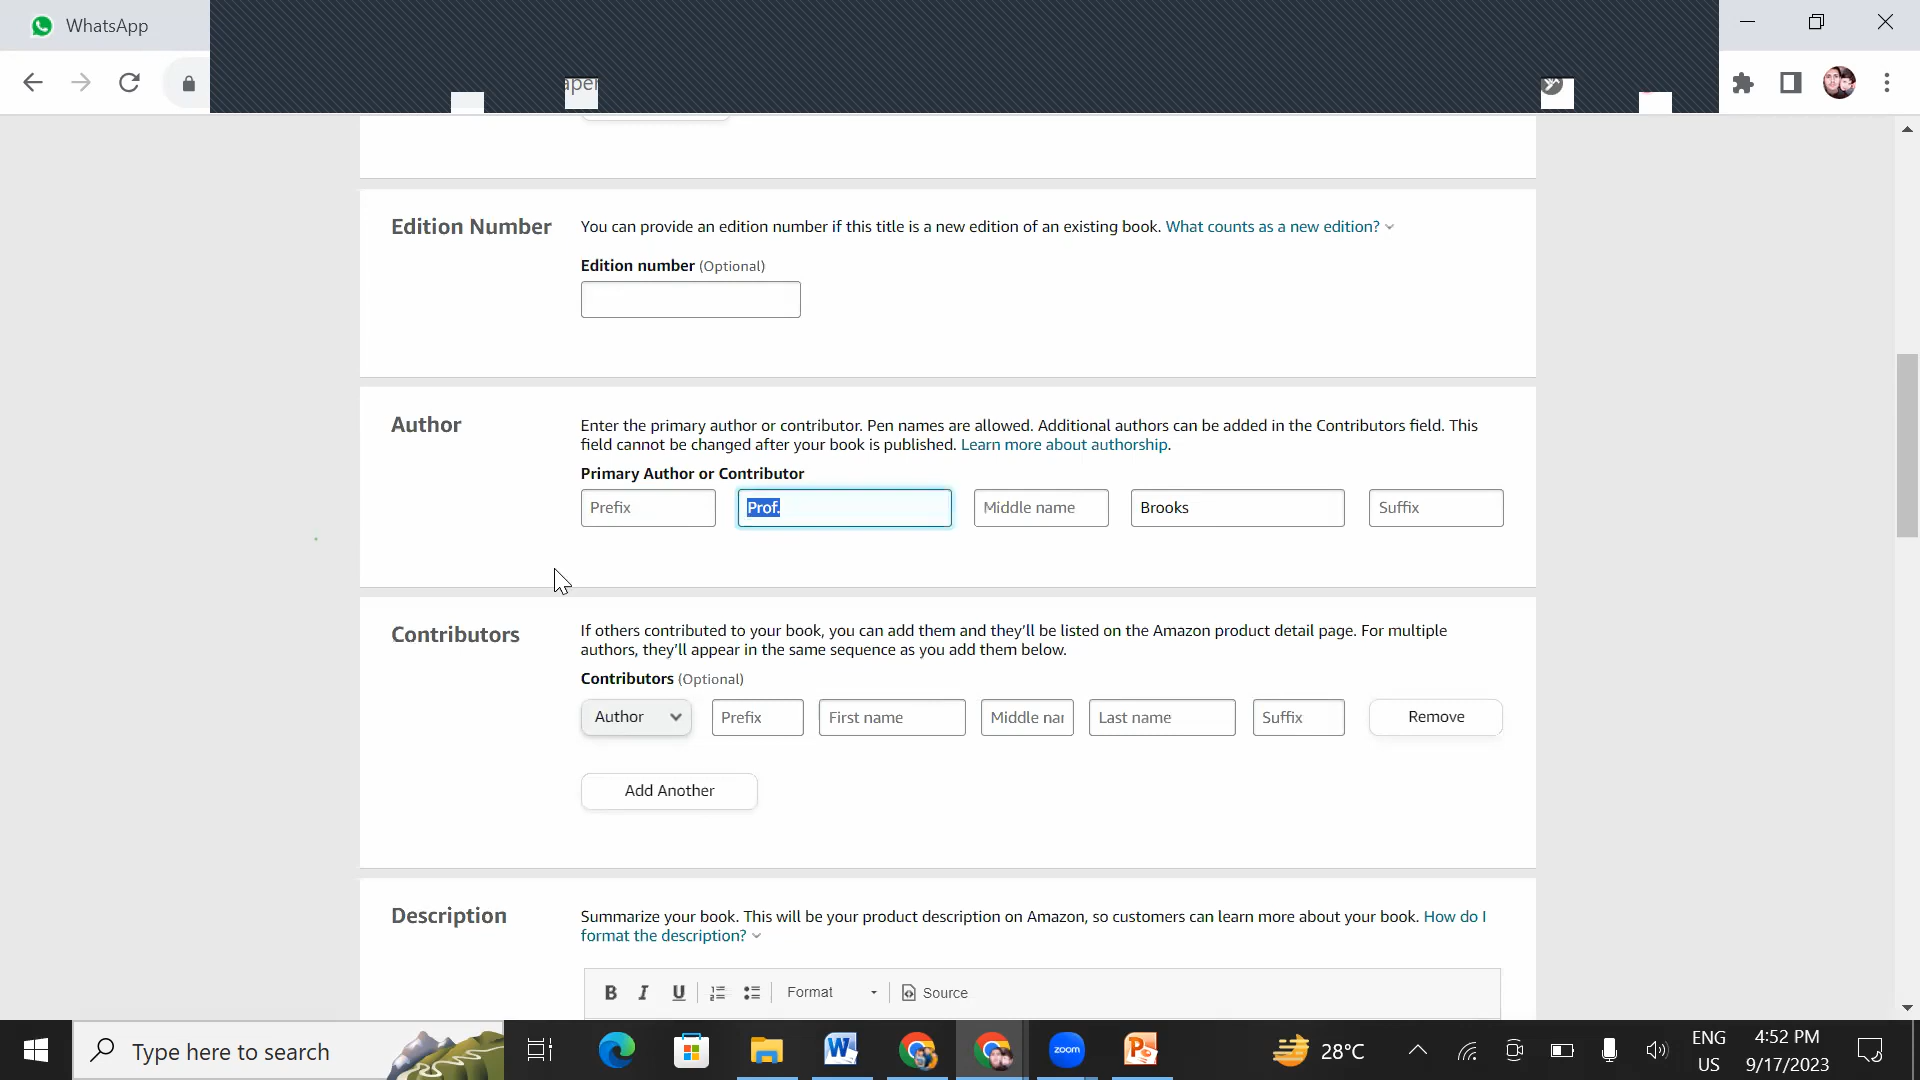 WhatsApp
Edition Number
You can provide an edition number if this title is a new edition of an existing book. What counts as a new edition?
Edition number (Optional)
Author
Enter the primary author or contributor. Pen names are allowed. Additional authors can be added in the Contributors field. This
field cannot be changed after your book is published. Learn more about authorship.
Primary Author or Contributor
Prefix Prof. Middle name Brooks Suffix
Contributors
If others contributed to your book, you can add them and they'll be listed on the Amazon product detail page. For multiple
authors, they'll appear in the same sequence as you add them below.
Contributors (Optional)
Author Prefix First name Middle nar Last name Suffix Remove
Add Another
Description
Summarize your book. This will be your product description on Amazon, so customers can learn more about your book. How do I
format the description?
B I U Format Source
Type here to search
zoom
28°C
ENG
US
4:52 PM
9/17/2023